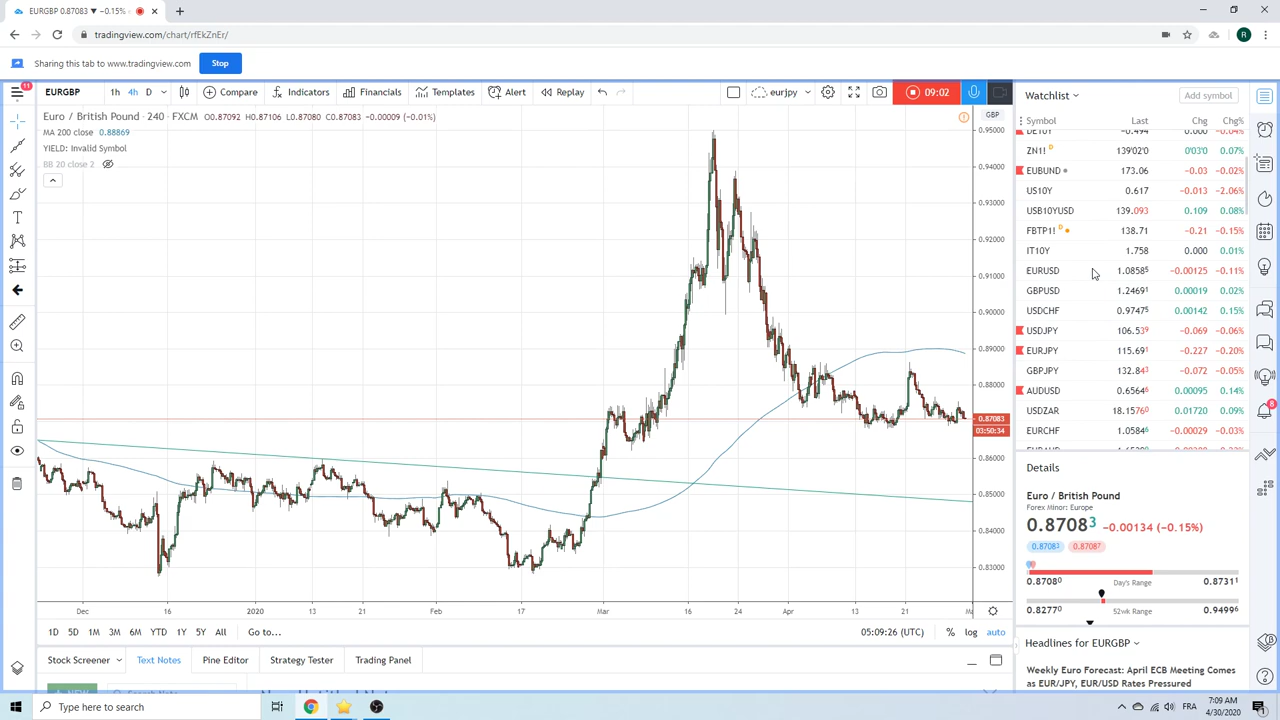 EURGBP 0.87083 ▼ −0.15%
tradingview.com/chart/rfEkZnEr/
R
Sharing this tab to www.tradingview.com
Stop
11
EURGBP
1h
4h
D
Compare
Indicators
Financials
Templates
Alert
Replay
eurjpy
09:02
Euro / British Pound · 240 · FXCM O0.87092 H0.87106 L0.87080 C0.87083 −0.00009 (−0.01%)
MA 200 close 0.88869
YIELD: Invalid Symbol
BB 20 close 2
GBP
0.95000
0.94000
0.93000
0.92000
0.91000
0.90000
0.89000
0.88000
0.87083
03:50:34
0.86000
0.85000
0.84000
0.83000
Dec
16
2020
13
21
Feb
17
Mar
16
24
Apr
13
21
1D 5D 1M 3M 6M YTD 1Y 5Y All Go to...
05:09:26 (UTC) % log auto
Stock Screener
Text Notes
Pine Editor
Strategy Tester
Trading Panel
Watchlist
Add symbol
Symbol Last Chg Chg%
DE10Y -0.494 0.000 −0.04%
ZN1! D 139'02'0 0'03'0 0.07%
EUBUND 173.06 −0.03 −0.02%
US10Y 0.617 −0.013 −2.06%
USB10YUSD 139.093 0.109 0.08%
FBTP1! D 138.71 −0.21 −0.15%
IT10Y 1.758 0.000 0.01%
EURUSD 1.08585 −0.00125 −0.11%
GBPUSD 1.24691 0.00019 0.02%
USDCHF 0.97475 0.00142 0.15%
USDJPY 106.539 −0.069 −0.06%
EURJPY 115.691 −0.227 −0.20%
GBPJPY 132.843 −0.072 −0.05%
AUDUSD 0.65646 0.00095 0.14%
USDZAR 18.15760 0.01720 0.09%
EURCHF 1.05846 −0.00029 −0.03%
Details
Euro / British Pound
Forex Minor: Europe
0.87083 −0.00134 (−0.15%)
0.87083 0.87087
0.87080 Day's Range 0.87311
0.82770 52wk Range 0.94996
Headlines for EURGBP
Weekly Euro Forecast: April ECB Meeting Comes
as EUR/JPY, EUR/USD Rates Pressured
8
Type here to search
FRA
7:09 AM
4/30/2020